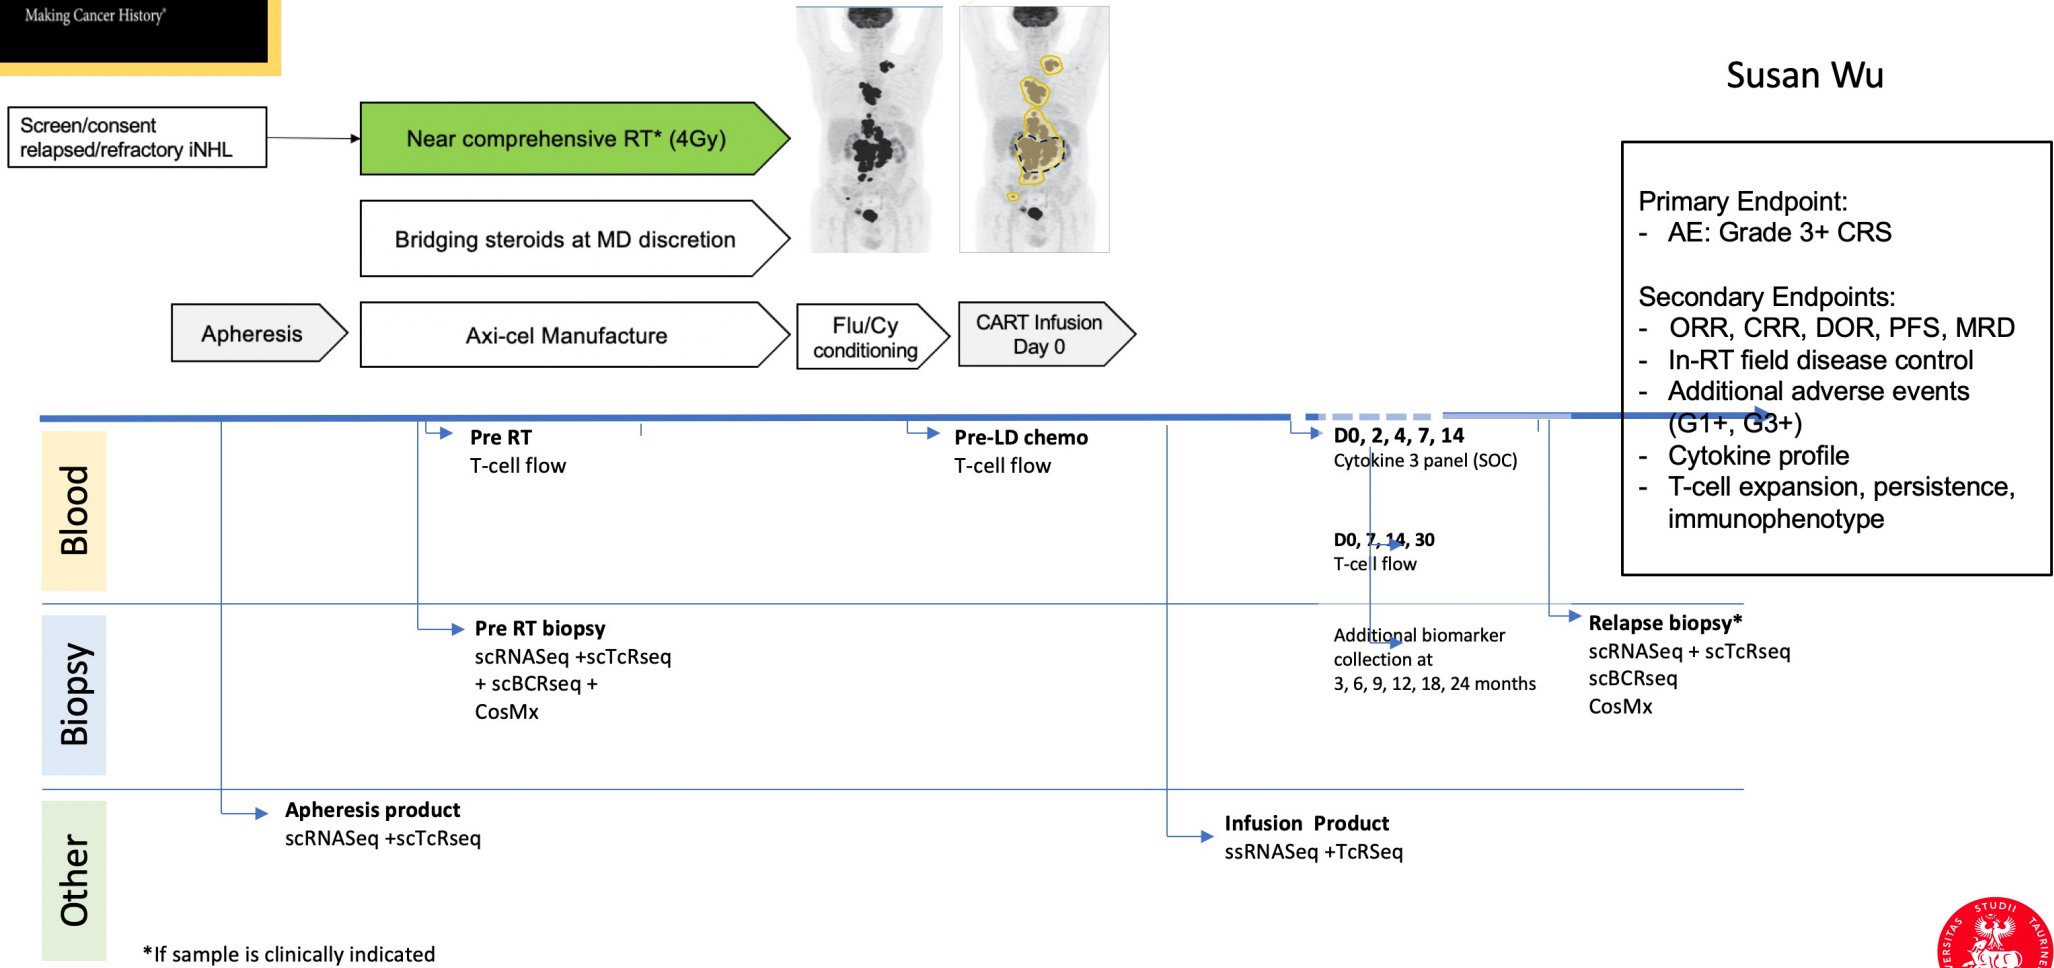 Making Cancer History®
Susan Wu
Screen/consent
relapsed/refractory iNHL
Near comprehensive RT* (4Gy)
Bridging steroids at MD discretion
Apheresis
Axi-cel Manufacture
Flu/Cy
conditioning
CART Infusion
Day 0
Primary Endpoint:
- AE: Grade 3+ CRS
Secondary Endpoints:
- ORR, CRR, DOR, PFS, MRD
- In-RT field disease control
- Additional adverse events
(G1+, G3+)
- Cytokine profile
- T-cell expansion, persistence,
immunophenotype
Blood
Pre RT
T-cell flow
Pre-LD chemo
T-cell flow
D0, 2, 4, 7, 14
Cytokine 3 panel (SOC)
D0, 7, 14, 30
T-cell flow
Biopsy
Pre RT biopsy
scRNASeq +scTcRseq
+ scBCRseq +
CosMx
Additional biomarker
collection at
3, 6, 9, 12, 18, 24 months
Relapse biopsy*
scRNASeq + scTcRseq
scBCRseq
CosMx
Other
Apheresis product
scRNASeq +scTcRseq
Infusion Product
ssRNASeq +TcRSeq
*If sample is clinically indicated
STUDII